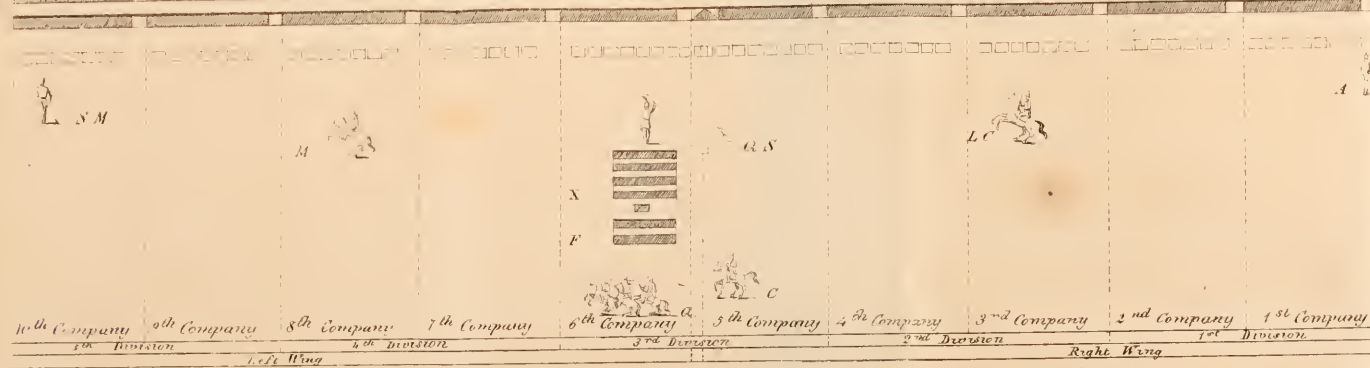 A
S M
M
Q S
L C
X
F
C
Q
10th Company 9th Company 8th Company 7th Company 6th Company 5th Company 4th Company 3rd Company 2nd Company 1st Company
5th Division 4th Division 3rd Division 2nd Division 1st Division
Left Wing Right Wing